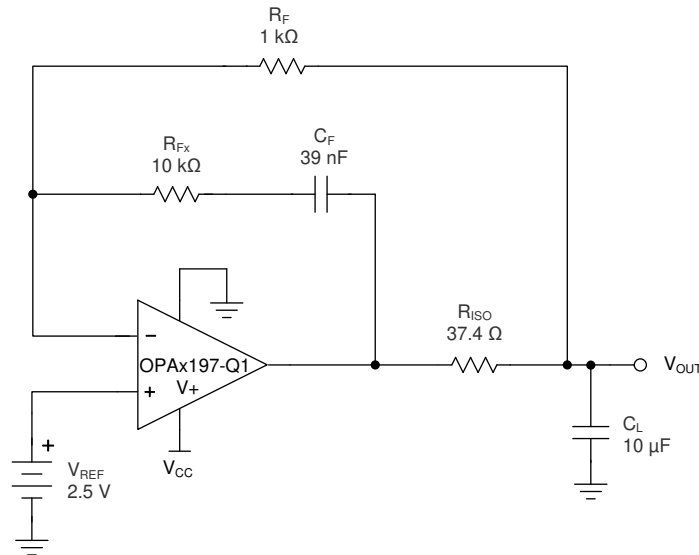 RF
1 kΩ
RFx
10 kΩ
CF
39 nF
RISO
37.4 Ω
−
OPAx197-Q1
+
V+
VOUT
CL
10 µF
VCC
+
VREF
2.5 V